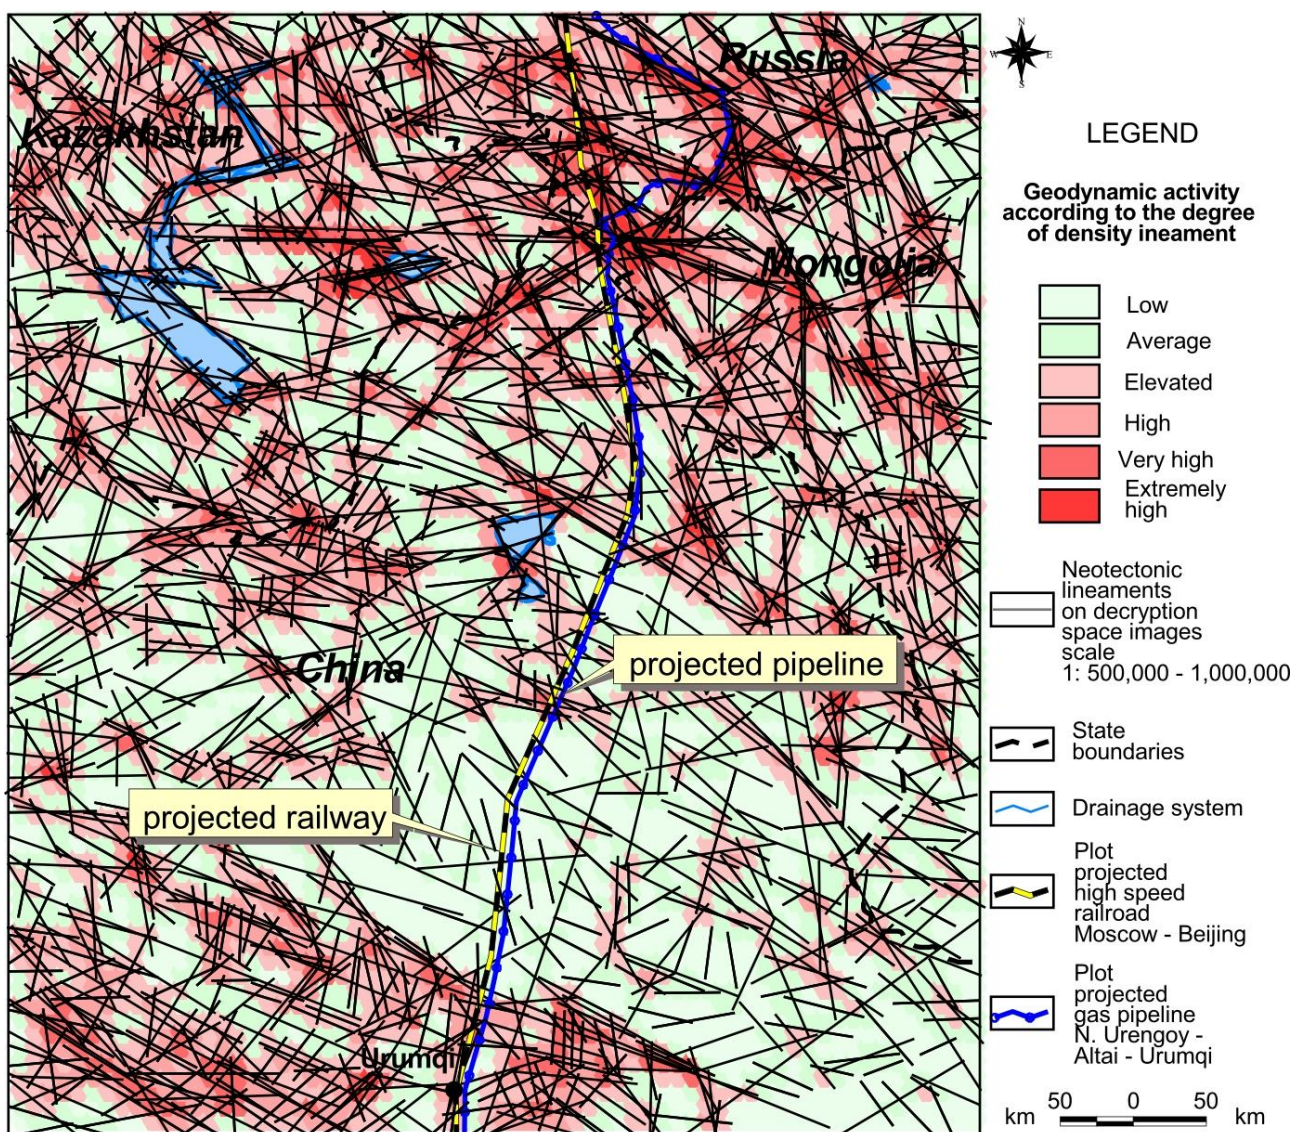 Russia
Kazakhstan
Mongolia
China
projected pipeline
projected railway
Urumqi
N
W E
S
LEGEND
Geodynamic activity
according to the degree
of density ineament
Low
Average
Elevated
High
Very high
Extremely
high
Neotectonic
lineaments
on decryption
space images
scale
1: 500,000 - 1,000,000
State
boundaries
Drainage system
Plot
projected
high speed
railroad
Moscow - Beijing
Plot
projected
gas pipeline
N. Urengoy -
Altai - Urumqi
km 50 0 50 km